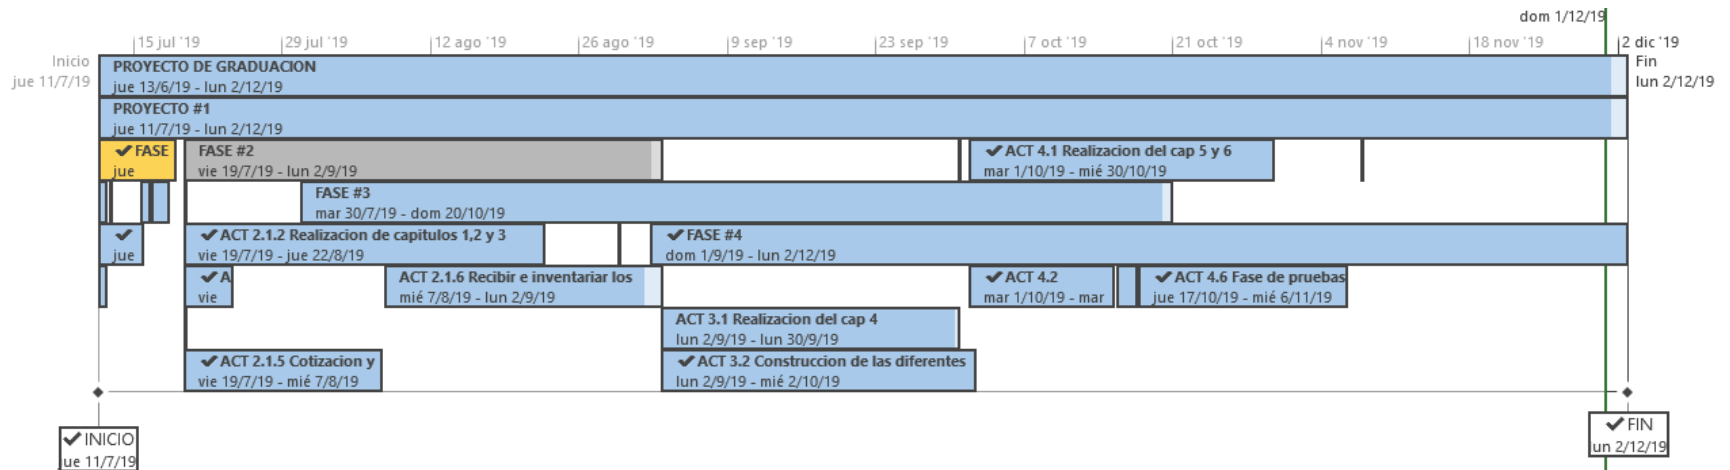 dom 1/12/19
15 jul '19 29 jul '19 12 ago '19 26 ago '19 9 sep '19 23 sep '19 7 oct '19 21 oct '19 4 nov '19 18 nov '19 2 dic '19
Inicio
jue 11/7/19
Fin
lun 2/12/19
PROYECTO DE GRADUACION
jue 13/6/19 - lun 2/12/19
PROYECTO #1
jue 11/7/19 - lun 2/12/19
✔FASE
jue
FASE #2
vie 19/7/19 - lun 2/9/19
✔ACT 4.1 Realizacion del cap 5 y 6
mar 1/10/19 - mié 30/10/19
FASE #3
mar 30/7/19 - dom 20/10/19
✔
jue
✔ACT 2.1.2 Realizacion de capitulos 1,2 y 3
vie 19/7/19 - jue 22/8/19
✔FASE #4
dom 1/9/19 - lun 2/12/19
✔A
vie
ACT 2.1.6 Recibir e inventariar los
mié 7/8/19 - lun 2/9/19
✔ACT 4.2
mar 1/10/19 - mar
✔ACT 4.6 Fase de pruebas
jue 17/10/19 - mié 6/11/19
ACT 3.1 Realizacion del cap 4
lun 2/9/19 - lun 30/9/19
✔ACT 2.1.5 Cotizacion y
vie 19/7/19 - mié 7/8/19
✔ACT 3.2 Construccion de las diferentes
lun 2/9/19 - mié 2/10/19
✔INICIO
ue 11/7/19
✔FIN
un 2/12/19